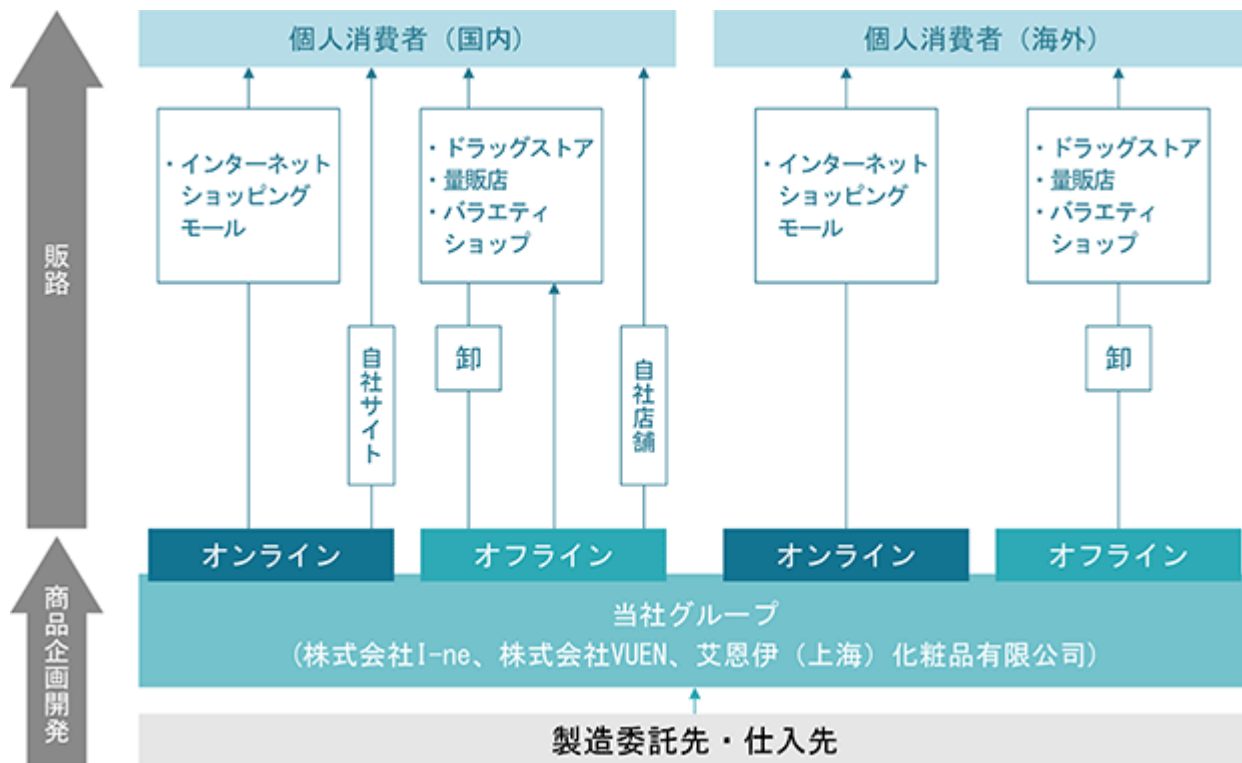 個人消費者（国内）
個人消費者（海外）
・インターネット
ショッピング
モール
・ドラッグストア
・量販店
・バラエティ
ショップ
・インターネット
ショッピング
モール
・ドラッグストア
・量販店
・バラエティ
ショップ
販路
自社サイト
卸
自社店舗
卸
オンライン
オフライン
オンライン
オフライン
商品企画開発
当社グループ
（株式会社I-ne、株式会社VUEN、艾恩伊（上海）化粧品有限公司）
製造委託先・仕入先